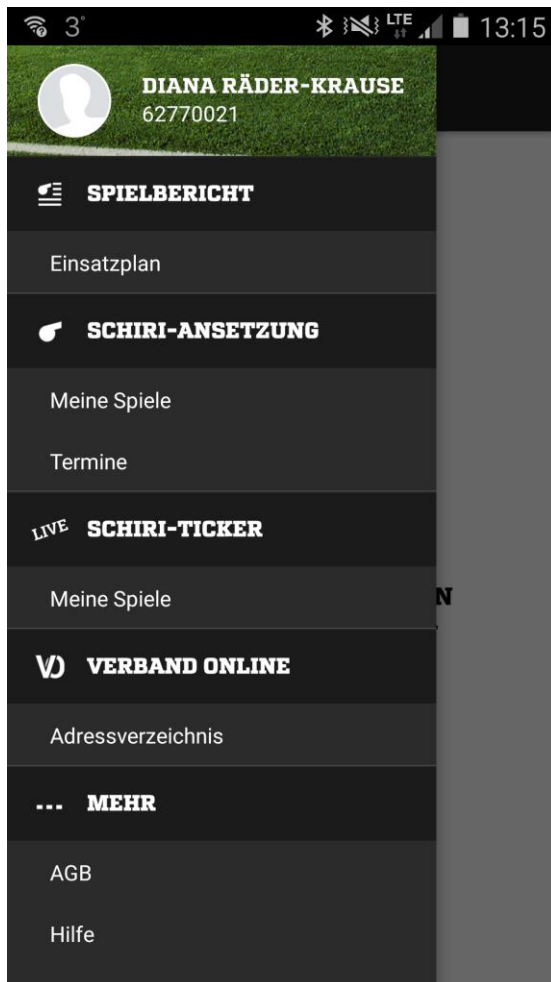 3°
LTE
13:15
DIANA RÄDER-KRAUSE
62770021
SPIELBERICHT
Einsatzplan
SCHIRI-ANSETZUNG
Meine Spiele
Termine
LIVE SCHIRI-TICKER
Meine Spiele
N
VERBAND ONLINE
Adressverzeichnis
MEHR
AGB
Hilfe